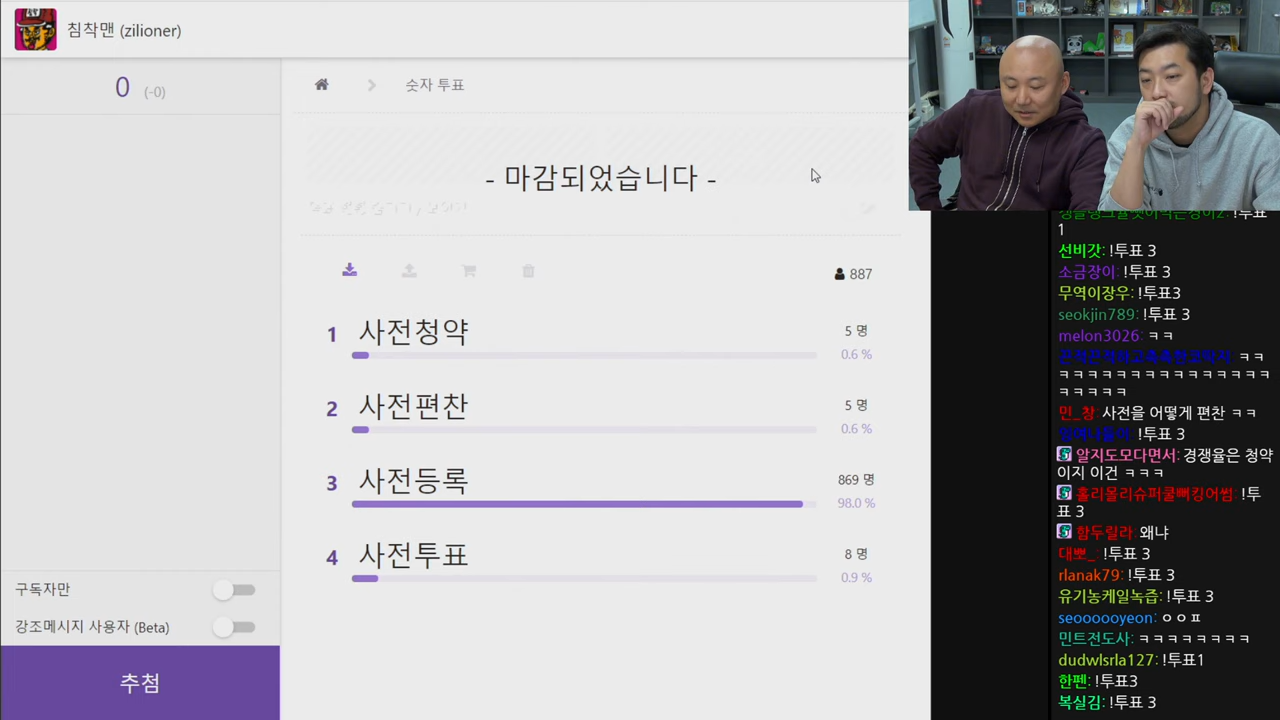 침착맨 (zilioner)
0 (-0)
숫자 투표
- 마감되었습니다 -
887
1 사전청약 5 명
0.6 %
2 사전편찬 5 명
0.6 %
3 사전등록 869 명
98.0 %
4 사전투표 8 명
0.9 %
구독자만
강조메시지 사용자 (Beta)
추첨
!투표
1
선비갓: !투표 3
소금장이: !투표 3
무역이장우: !투표3
seokjin789: !투표 3
melon3026: ㅋㅋ
ㅋㅋ
ㅋㅋㅋㅋㅋㅋㅋㅋㅋㅋㅋㅋㅋㅋㅋ
ㅋㅋㅋㅋㅋ
민_창: 사전을 어떻게 편찬 ㅋㅋ
!투표 3
알지도모다면서: 경쟁율은 청약
이지 이건 ㅋㅋㅋ
홀리몰리슈퍼쿨뻐킹어썸: !투
표 3
함두릴라: 왜냐
대뽀_: !투표 3
rlanak79: !투표 3
유기농케일녹즙: !투표 3
seoooooyeon: ㅇㅇㅍ
민트전도사: ㅋㅋㅋㅋㅋㅋㅋㅋ
dudwlsrla127: !투표1
한펜: !투표3
복실김: !투표 3